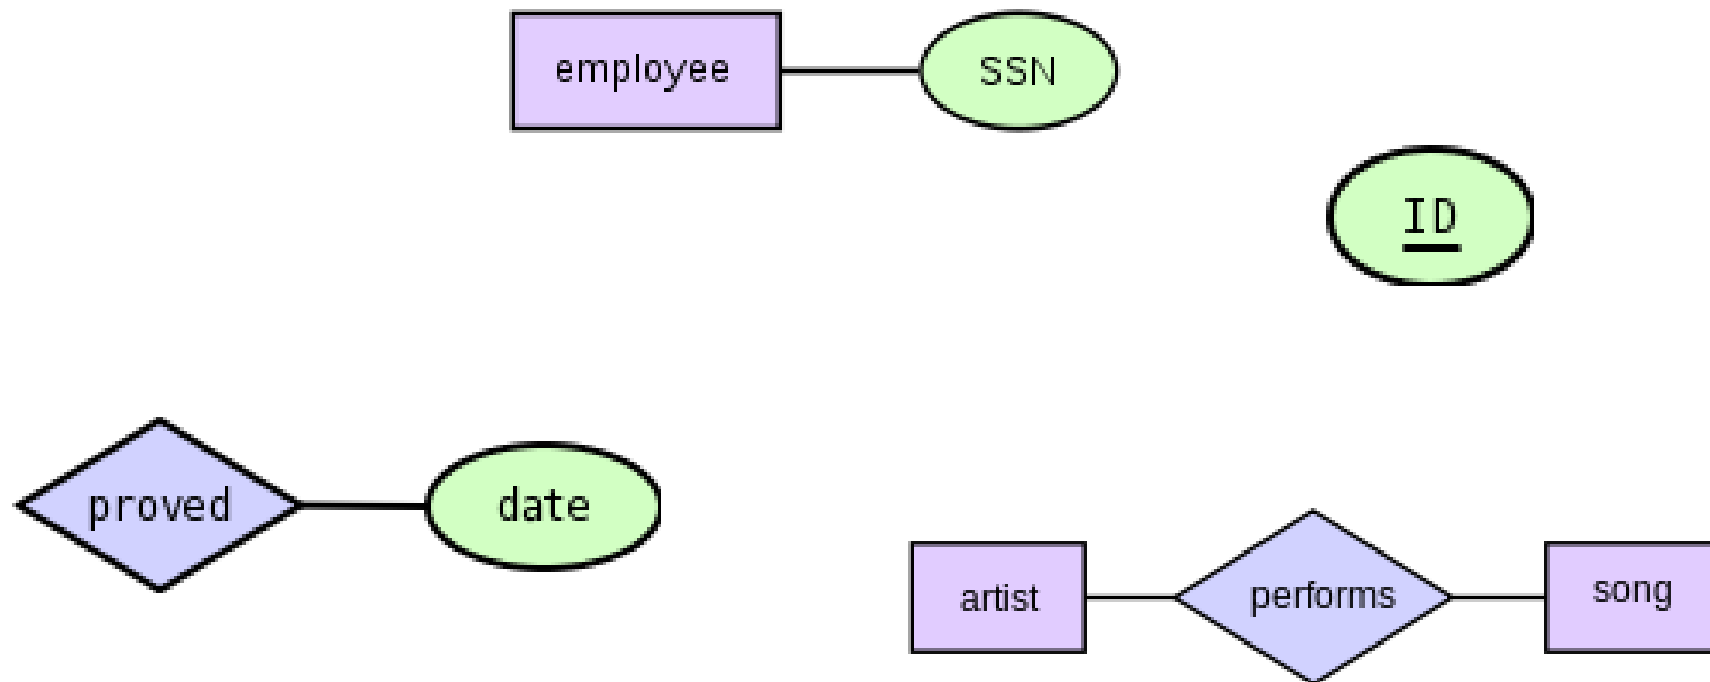 employee
SSN
ID
proved
date
artist
performs
song